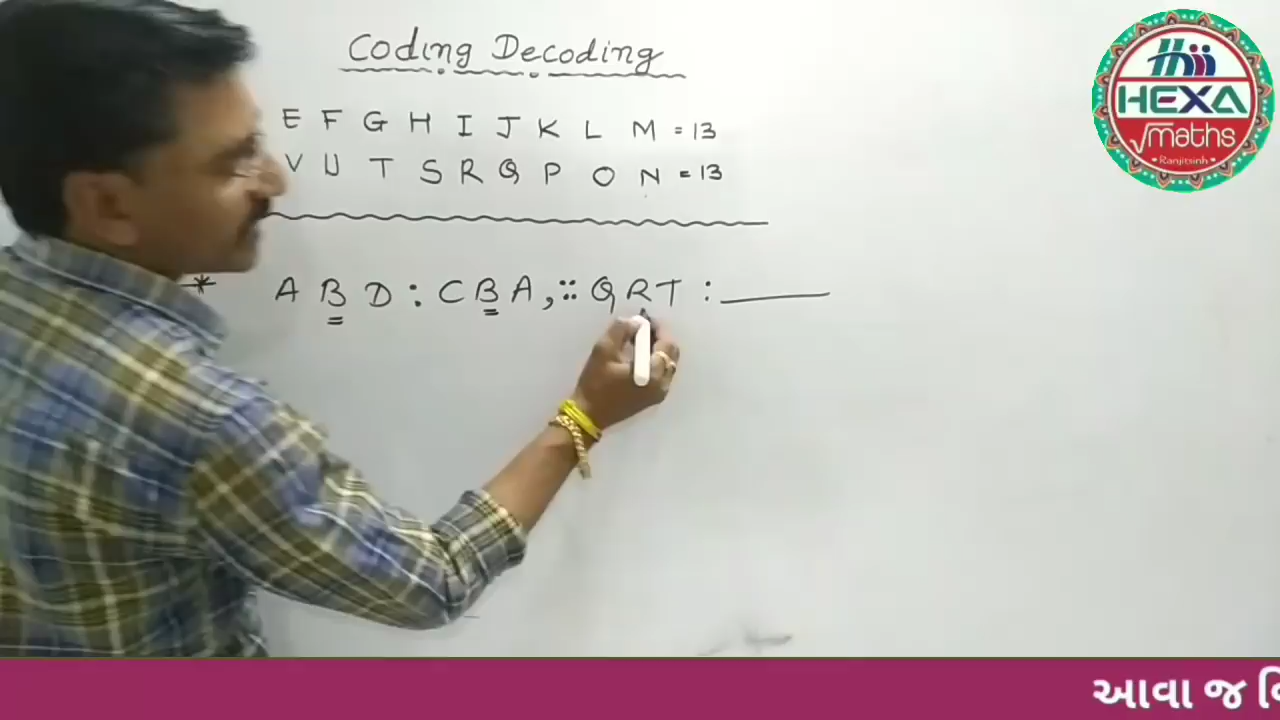 Coding Decoding
E F G H I J K L M = 13
V U T S R Q P O N = 13
* A B D : C B A , :: Q R T : ______
HEXA
√maths
Ranjitsinh
આવા જ